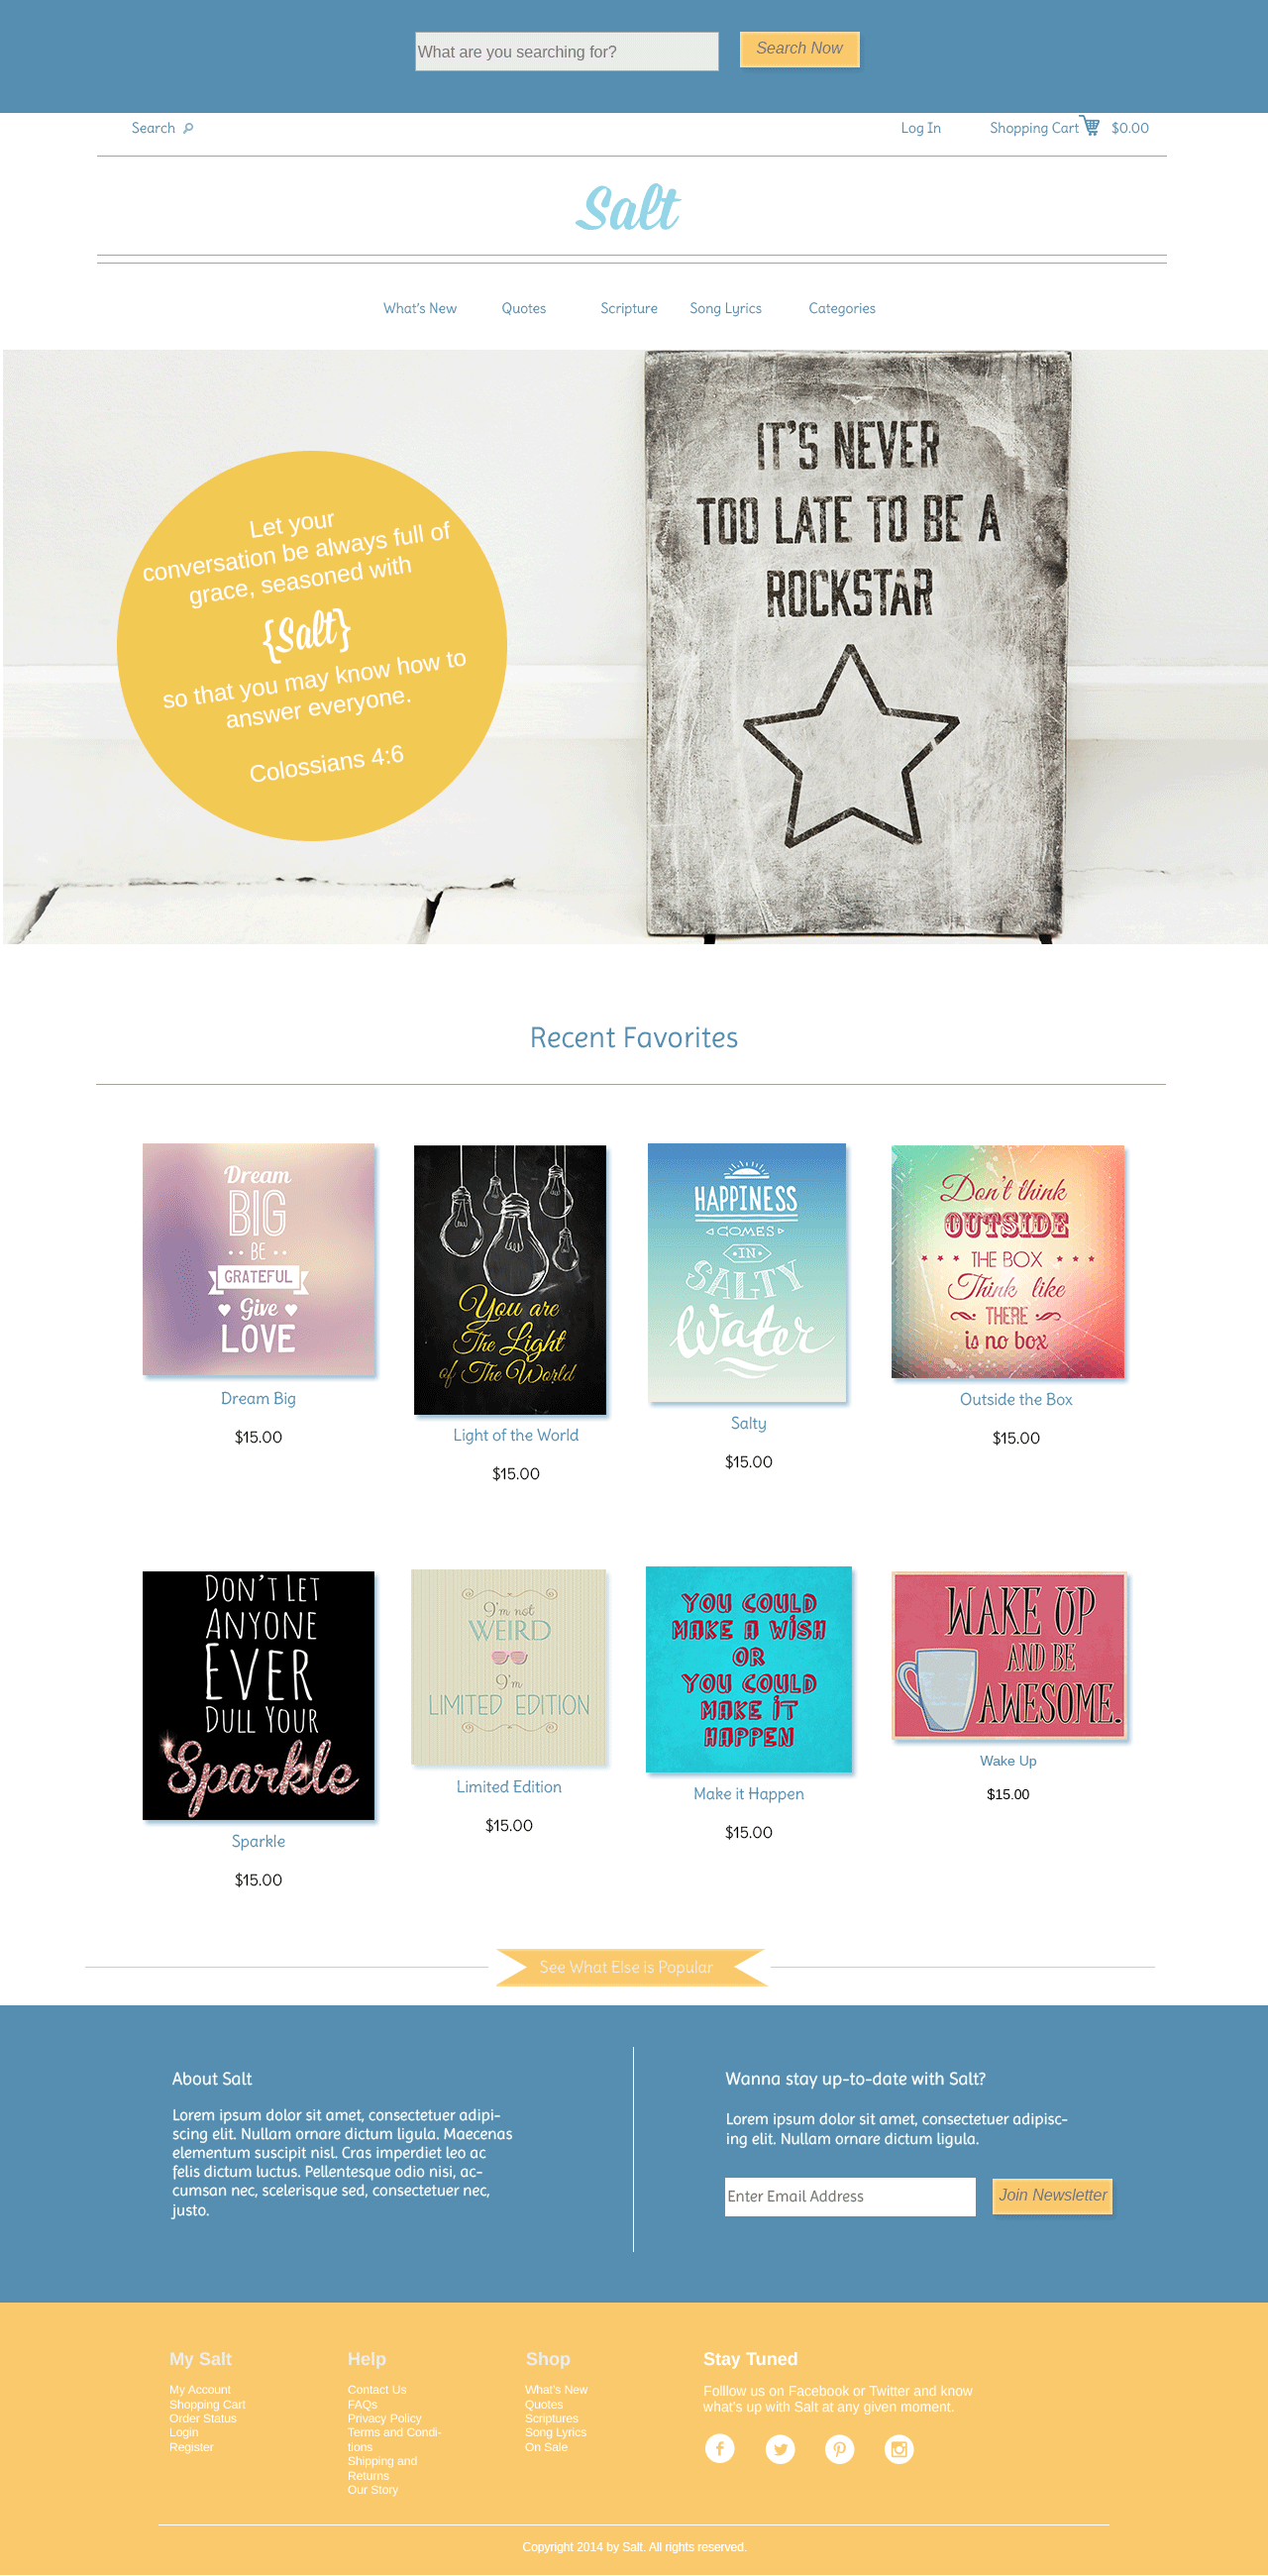 What are you searching for?
Search Now
Search
Log In
Shopping Cart
$0.00
Salt
What's New
Quotes
Scripture
Song Lyrics
Categories
Let your
conversation be always full of
grace, seasoned with
{Salt}
so that you may know how to
answer everyone.
Colossians 4:6
IT'S NEVER
TOO LATE TO BE A
ROCKSTAR
Recent Favorites
Dream
BIG
BE
GRATEFUL
Give
LOVE
Dream Big
$15.00
You are
The Light
of The World
Light of the World
$15.00
HAPPINESS
COMES
IN
SALTY
Water
Salty
$15.00
Don't think
OUTSIDE
THE BOX
Think like
THERE
is no box
Outside the Box
$15.00
DON'T LET
ANYONE
EVER
DULL YOUR
Sparkle
Sparkle
$15.00
I'm not
WEIRD
I'm
LIMITED EDITION
Limited Edition
$15.00
YOU COULD
MAKE A WISH
OR
YOU COULD
MAKE IT
HAPPEN
Make it Happen
$15.00
WAKE UP
AND BE
AWESOME.
Wake Up
$15.00
See What Else is Popular
About Salt
Lorem ipsum dolor sit amet, consectetuer adipi-
scing elit. Nullam ornare dictum ligula. Maecenas
elementum suscipit nisl. Cras imperdiet leo ac
felis dictum luctus. Pellentesque odio nisi, ac-
cumsan nec, scelerisque sed, consectetuer nec,
justo.
Wanna stay up-to-date with Salt?
Lorem ipsum dolor sit amet, consectetuer adipisc-
ing elit. Nullam ornare dictum ligula.
Enter Email Address
Join Newsletter
My Salt
My Account
Shopping Cart
Order Status
Login
Register
Help
Contact Us
FAQs
Privacy Policy
Terms and Condi-
tions
Shipping and
Returns
Our Story
Shop
What's New
Quotes
Scriptures
Song Lyrics
On Sale
Stay Tuned
Folllow us on Facebook or Twitter and know
what's up with Salt at any given moment.
Copyright 2014 by Salt. All rights reserved.